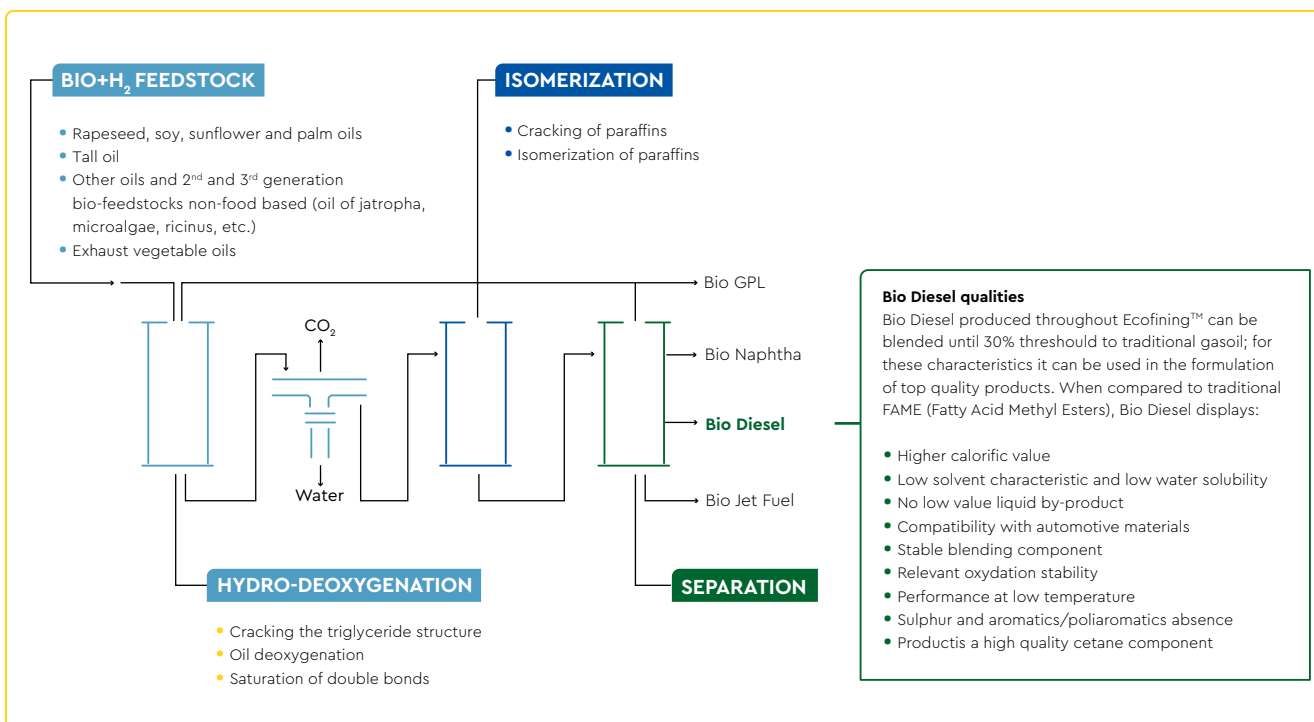 BIO+H₂ FEEDSTOCK
• Rapeseed, soy, sunflower and palm oils
• Tall oil
• Other oils and 2ⁿᵈ and 3ʳᵈ generation
bio-feedstocks non-food based (oil of jatropha,
microalgae, ricinus, etc.)
• Exhaust vegetable oils
ISOMERIZATION
• Cracking of paraffins
• Isomerization of paraffins
CO₂
Water
Bio GPL
Bio Naphtha
Bio Diesel
Bio Jet Fuel
HYDRO-DEOXYGENATION
• Cracking the triglyceride structure
• Oil deoxygenation
• Saturation of double bonds
SEPARATION
Bio Diesel qualities
Bio Diesel produced throughout Ecofining™ can be
blended until 30% threshould to traditional gasoil; for
these characteristics it can be used in the formulation
of top quality products. When compared to traditional
FAME (Fatty Acid Methyl Esters), Bio Diesel displays:
• Higher calorific value
• Low solvent characteristic and low water solubility
• No low value liquid by-product
• Compatibility with automotive materials
• Stable blending component
• Relevant oxydation stability
• Performance at low temperature
• Sulphur and aromatics/poliaromatics absence
• Productis a high quality cetane component